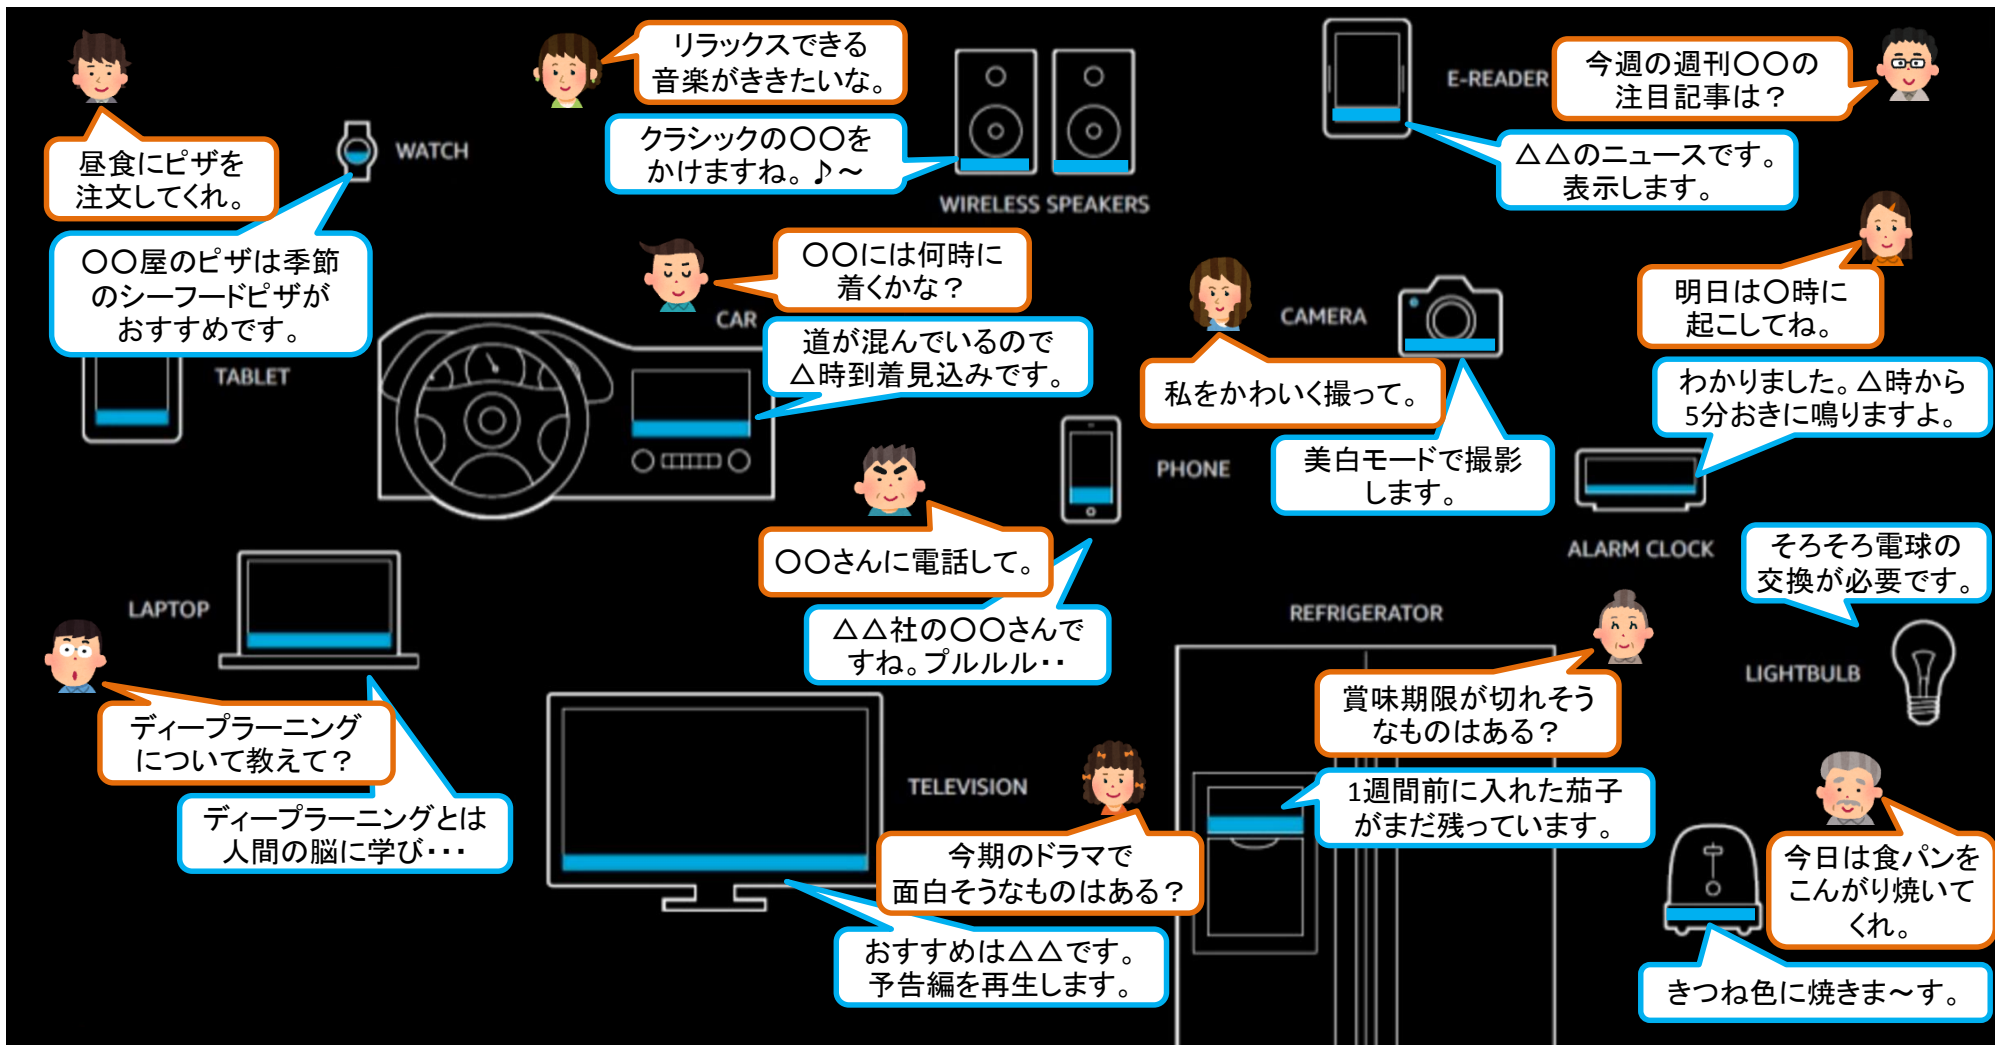 昼食にピザを
注文してくれ。
WATCH
〇〇屋のピザは季節
のシーフードピザが
おすすめです。
TABLET
リラックスできる
音楽がききたいな。
クラシックの〇〇を
かけますね。♪～
WIRELESS SPEAKERS
E-READER
今週の週刊〇〇の
注目記事は？
△△のニュースです。
表示します。
〇〇には何時に
着くかな？
CAR
道が混んでいるので
△時到着見込みです。
CAMERA
私をかわいく撮って。
美白モードで撮影
します。
明日は〇時に
起こしてね。
わかりました。△時から
5分おきに鳴りますよ。
ALARM CLOCK
PHONE
〇〇さんに電話して。
△△社の〇〇さんで
すね。プルルル・・
LAPTOP
ディープラーニング
について教えて？
ディープラーニングとは
人間の脳に学び・・・
TELEVISION
今期のドラマで
面白そうなものはある？
おすすめは△△です。
予告編を再生します。
REFRIGERATOR
賞味期限が切れそう
なものはある？
1週間前に入れた茄子
がまだ残っています。
そろそろ電球の
交換が必要です。
LIGHTBULB
今日は食パンを
こんがり焼いて
くれ。
きつね色に焼きま～す。